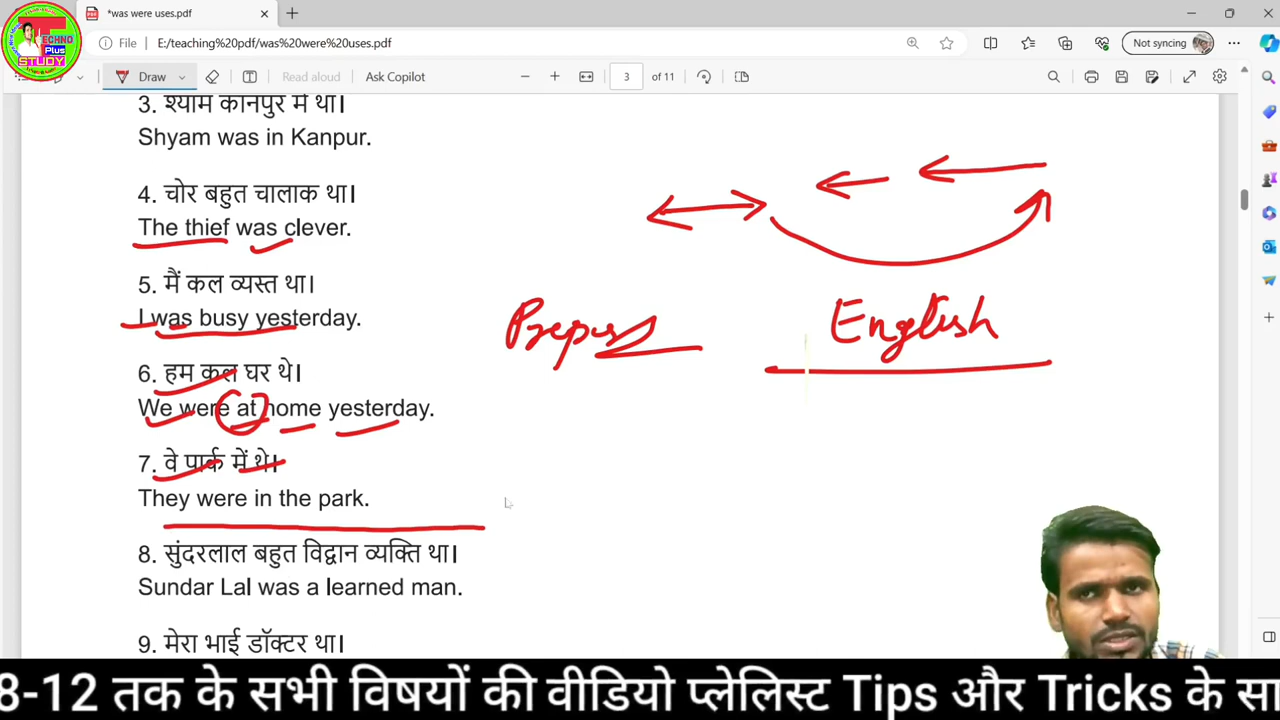 *was were uses.pdf
File E:/teaching%20pdf/was%20were%20uses.pdf Not syncing
TECHNO Plus STUDY
Draw Read aloud Ask Copilot 3 of 11
3. श्याम कानपुर में था।
Shyam was in Kanpur.
4. चोर बहुत चालाक था।
The thief was clever.
5. मैं कल व्यस्त था।
I was busy yesterday.
English
6. हम कल घर थे।
We were at home yesterday.
7. वे पार्क में थे।
They were in the park.
8. सुंदरलाल बहुत विद्वान व्यक्ति था।
Sundar Lal was a learned man.
9. मेरा भाई डॉक्टर था।
8-12 तक के सभी विषयों की वीडियो प्लेलिस्ट Tips और Tricks के सा